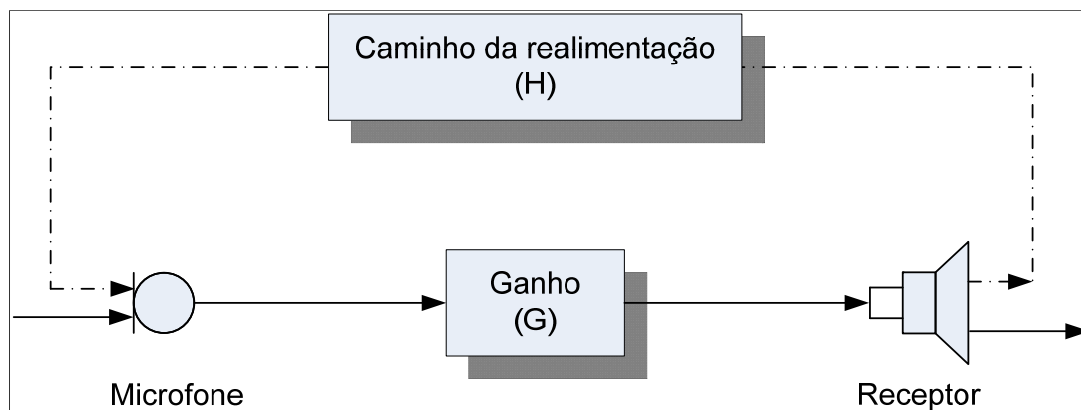 Caminho da realimentação
(H)
Ganho
(G)
Microfone
Receptor